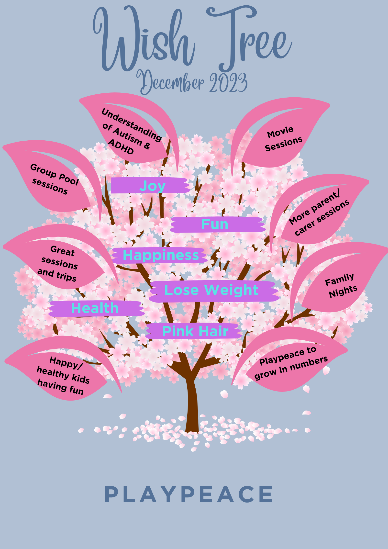 Wish Tree
December 2023
Understanding
of Autism &
ADHD
Movie
Sessions
Group Pool
sessions
Joy
More parent/
carer sessions
Fun
Great
sessions
and trips
Happiness
Family
Nights
Lose Weight
Health
Pink Hair
Happy/
healthy kids
having fun
Playpeace to
grow in numbers
PLAYPEACE